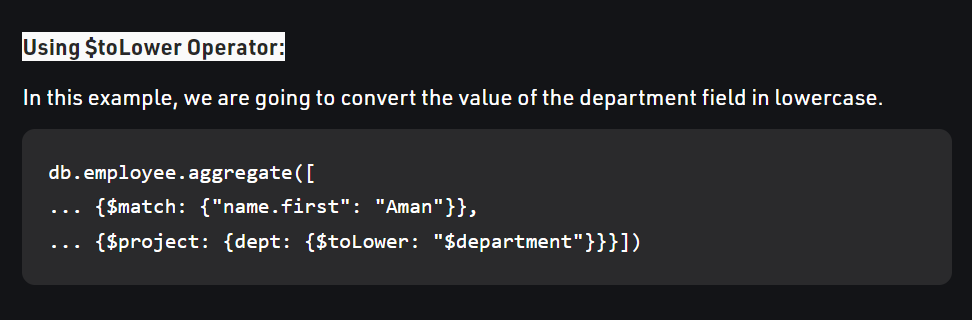 Using $toLower Operator:
In this example, we are going to convert the value of the department field in lowercase.
db.employee.aggregate([
... {$match: {"name.first": "Aman"}},
... {$project: {dept: {$toLower: "$department"}}}])